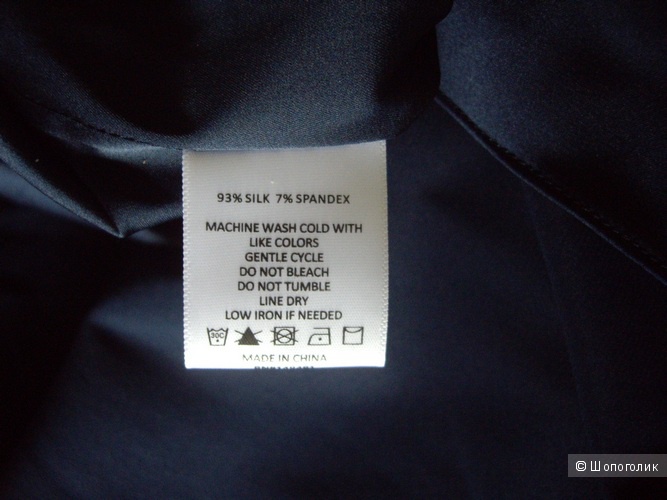 93% SILK 7% SPANDEX
MACHINE WASH COLD WITH
LIKE COLORS
GENTLE CYCLE
DO NOT BLEACH
DO NOT TUMBLE
LINE DRY
LOW IRON IF NEEDED
30C
MADE IN CHINA
© Шопоголик